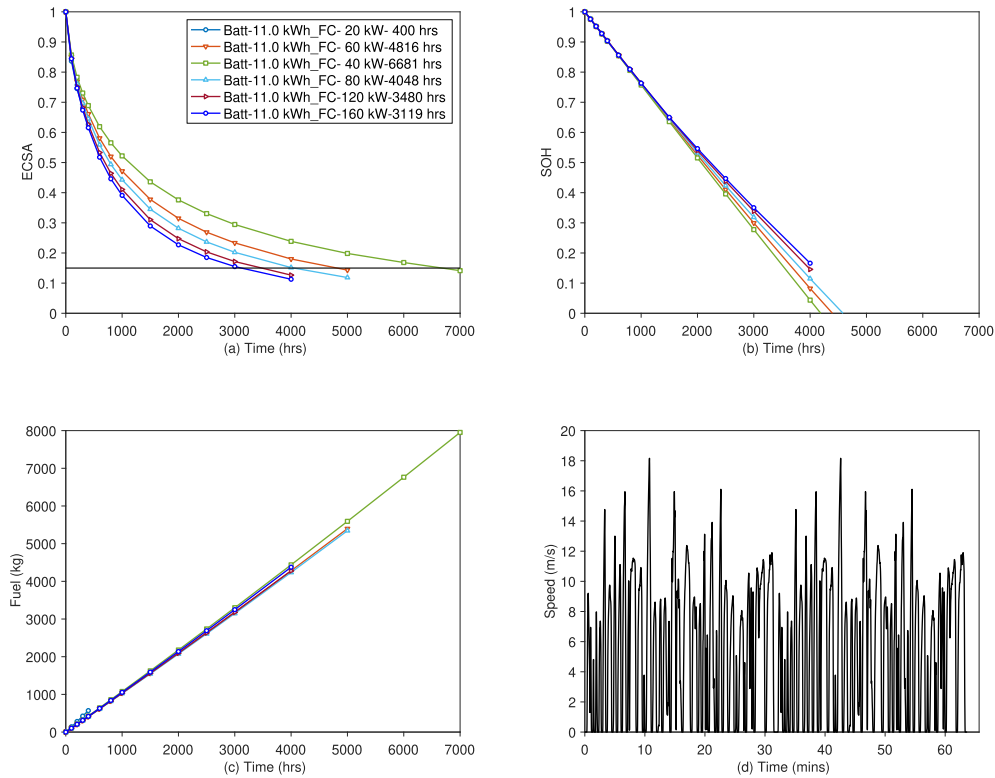 1
0.9
0.8
0.7
0.6
0.5
0.4
0.3
0.2
0.1
0
ECSA
0 1000 2000 3000 4000 5000 6000 7000
(a) Time (hrs)
Batt-11.0 kWh_FC- 20 kW- 400 hrs
Batt-11.0 kWh_FC- 60 kW-4816 hrs
Batt-11.0 kWh_FC- 40 kW-6681 hrs
Batt-11.0 kWh_FC- 80 kW-4048 hrs
Batt-11.0 kWh_FC-120 kW-3480 hrs
Batt-11.0 kWh_FC-160 kW-3119 hrs
1
0.9
0.8
0.7
0.6
0.5
0.4
0.3
0.2
0.1
0
SOH
0 1000 2000 3000 4000 5000 6000 7000
(b) Time (hrs)
8000
7000
6000
5000
4000
3000
2000
1000
0
Fuel (kg)
0 1000 2000 3000 4000 5000 6000 7000
(c) Time (hrs)
20
18
16
14
12
10
8
6
4
2
0
Speed (m/s)
0 10 20 30 40 50 60
(d) Time (mins)